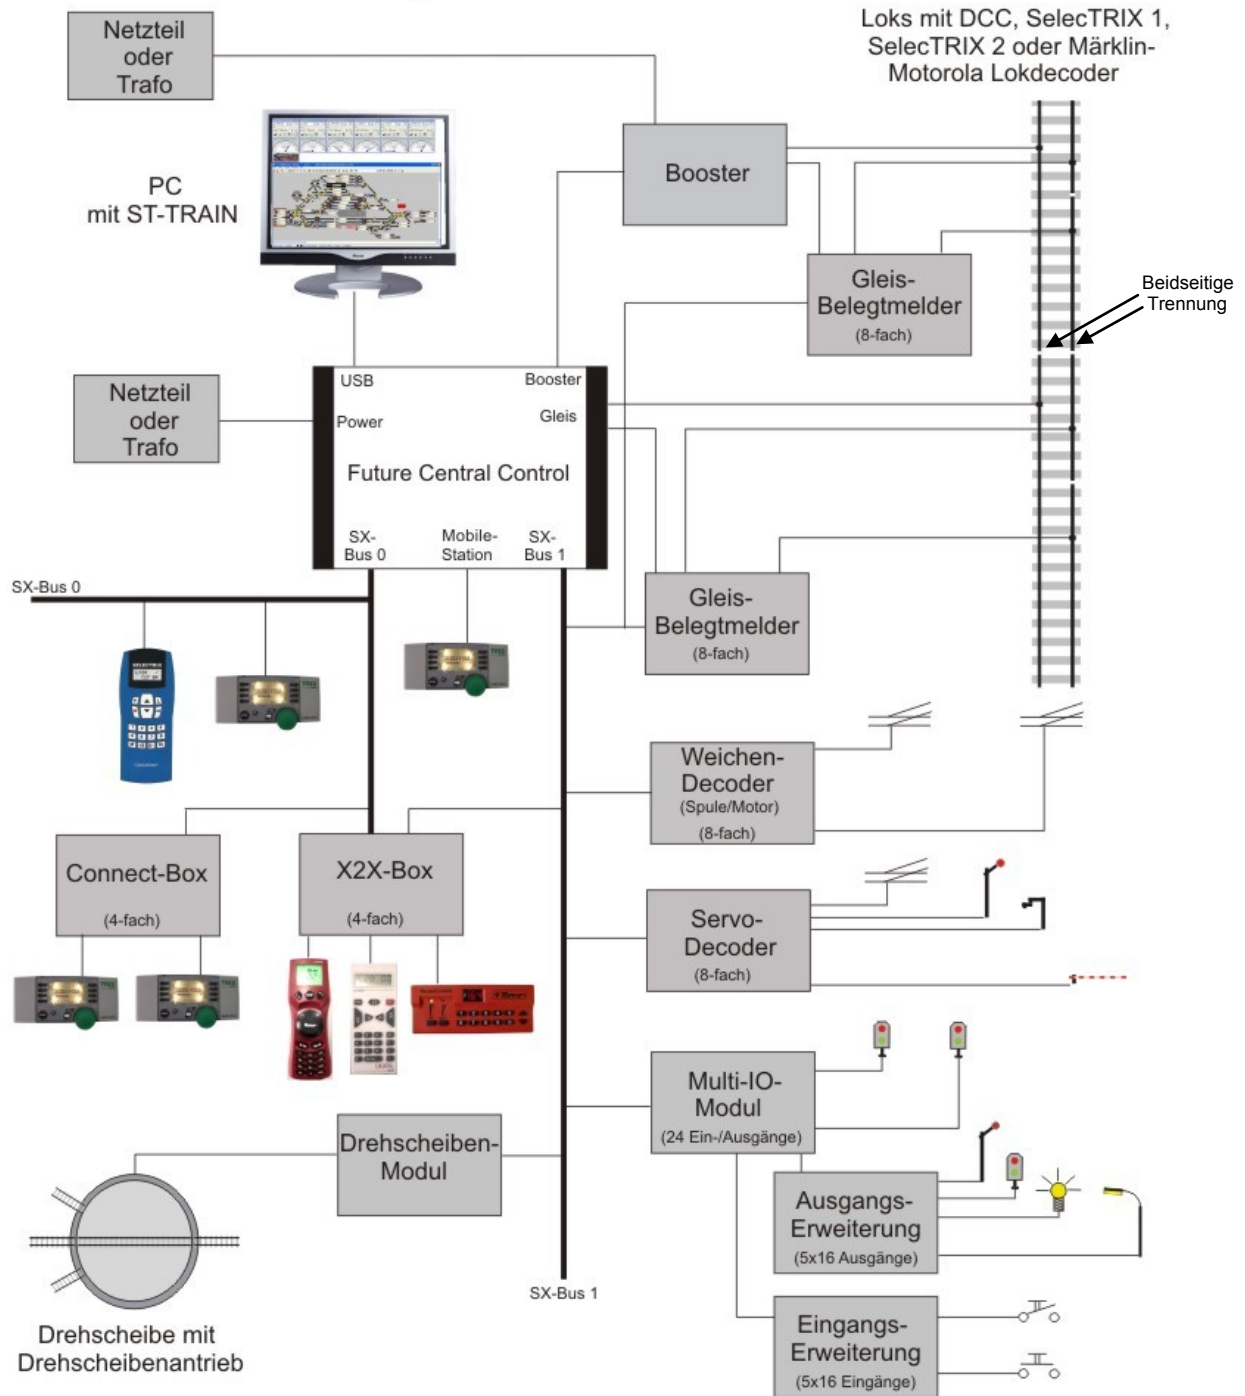 Netzteil
oder
Trafo
Loks mit DCC, SelecTRIX 1,
SelecTRIX 2 oder Märklin-
Motorola Lokdecoder
PC
mit ST-TRAIN
Booster
Gleis-
Belegtmelder
(8-fach)
Beidseitige
Trennung
Netzteil
oder
Trafo
USB
Booster
Power
Gleis
Future Central Control
SX-
Bus 0
Mobile-
Station
SX-
Bus 1
SX-Bus 0
Gleis-
Belegtmelder
(8-fach)
SELECTRIX
Weichen-
Decoder
(Spule/Motor)
(8-fach)
Connect-Box
(4-fach)
X2X-Box
(4-fach)
Servo-
Decoder
(8-fach)
Multi-IO-
Modul
(24 Ein-/Ausgänge)
Drehscheiben-
Modul
Ausgangs-
Erweiterung
(5x16 Ausgänge)
SX-Bus 1
Drehscheibe mit
Drehscheibenantrieb
Eingangs-
Erweiterung
(5x16 Eingänge)